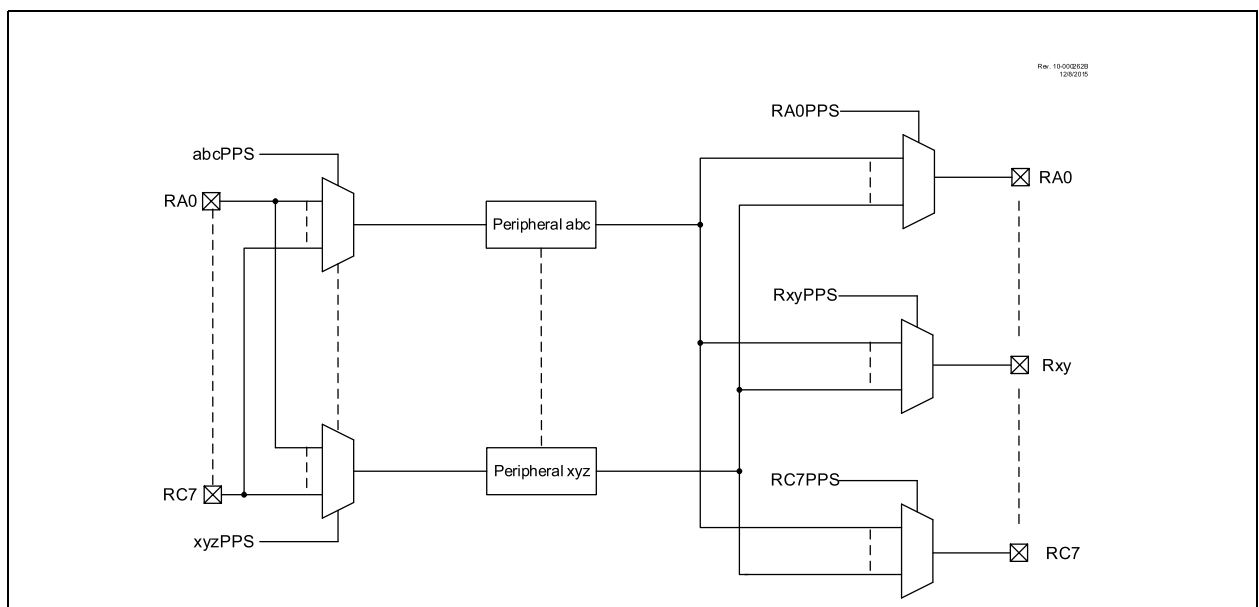 Rev. 10-000262B
12/8/2015
RA0PPS
abcPPS
RA0
RA0
Peripheral abc
RxyPPS
Rxy
Peripheral xyz
RC7PPS
RC7
xyzPPS
RC7